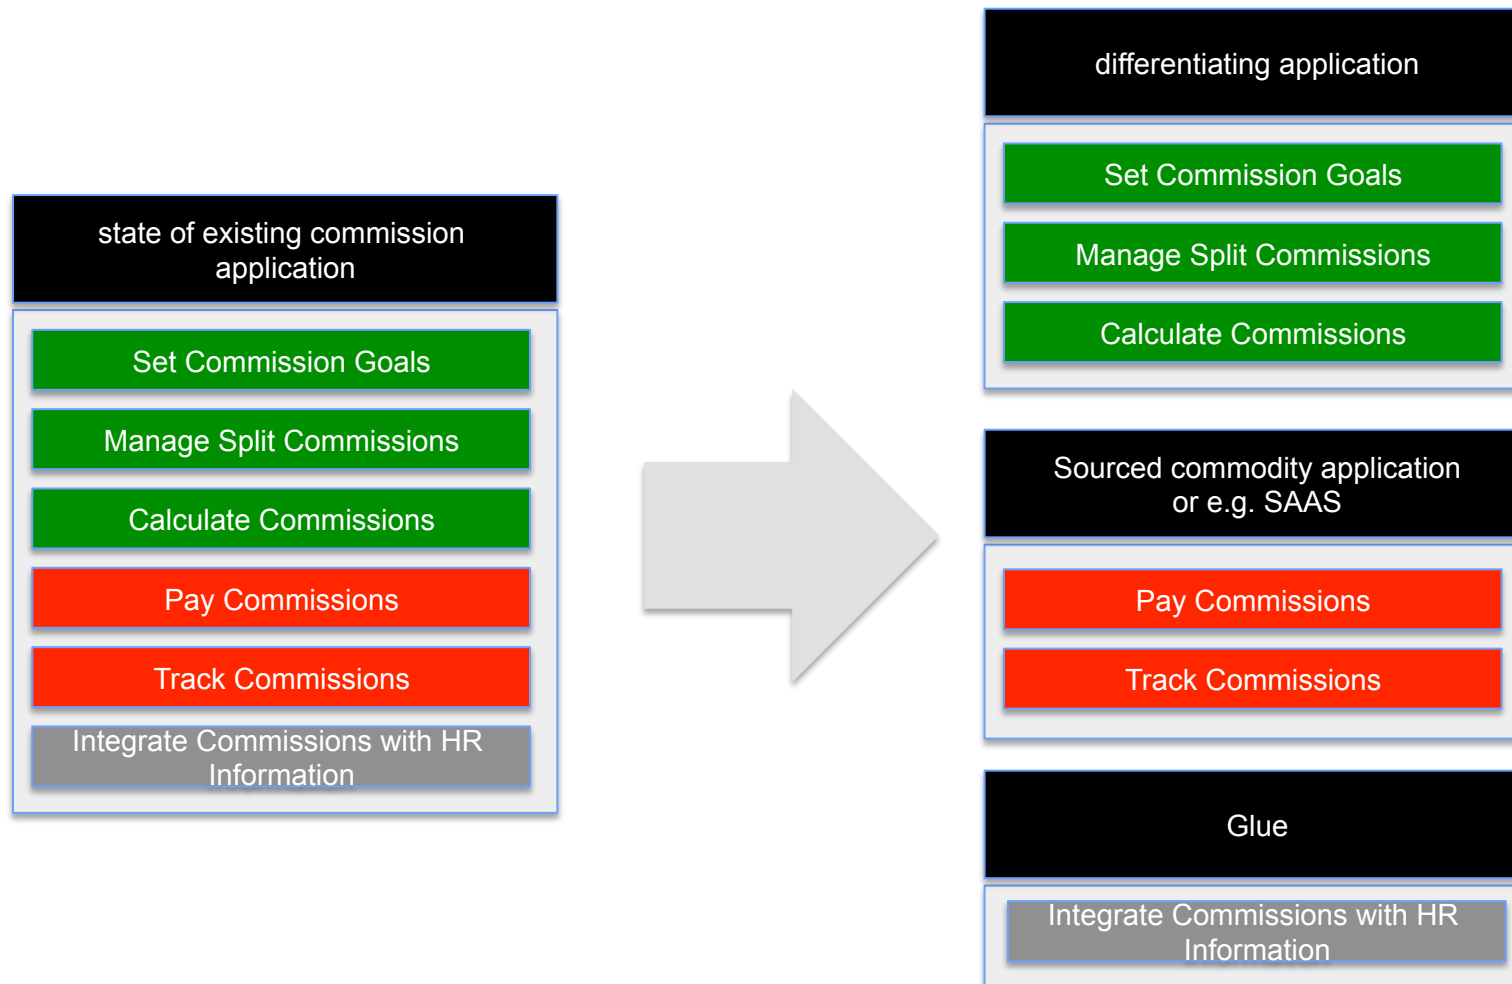 state of existing commission
application
Set Commission Goals
Manage Split Commissions
Calculate Commissions
Pay Commissions
Track Commissions
Integrate Commissions with HR
Information
differentiating application
Set Commission Goals
Manage Split Commissions
Calculate Commissions
Sourced commodity application
or e.g. SAAS
Pay Commissions
Track Commissions
Glue
Integrate Commissions with HR
Information